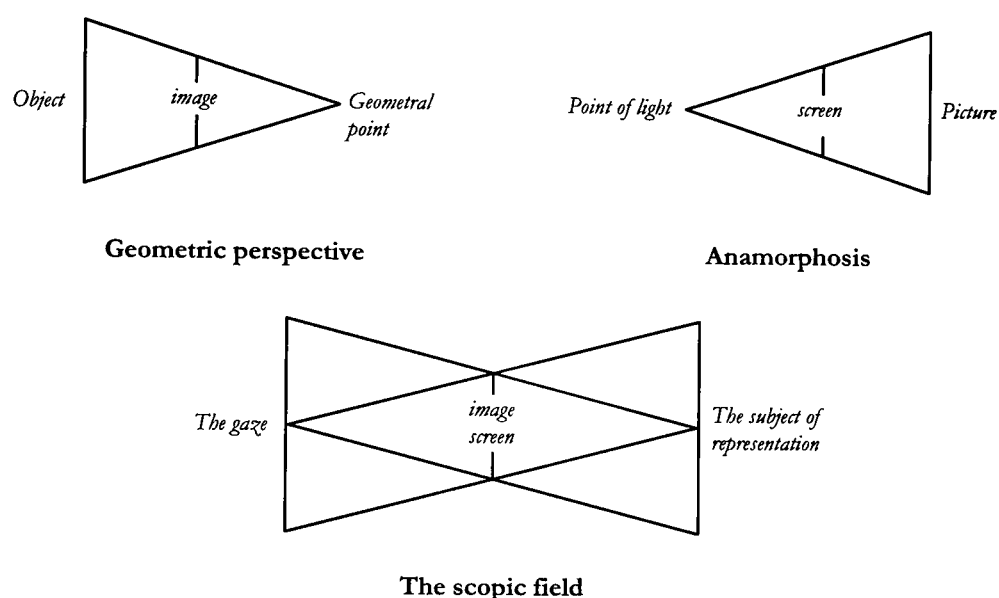 Object
image
Geometral
point
Point of light
screen
Picture
Geometric perspective
Anamorphosis
The gaze
image
screen
The subject of
representation
The scopic field